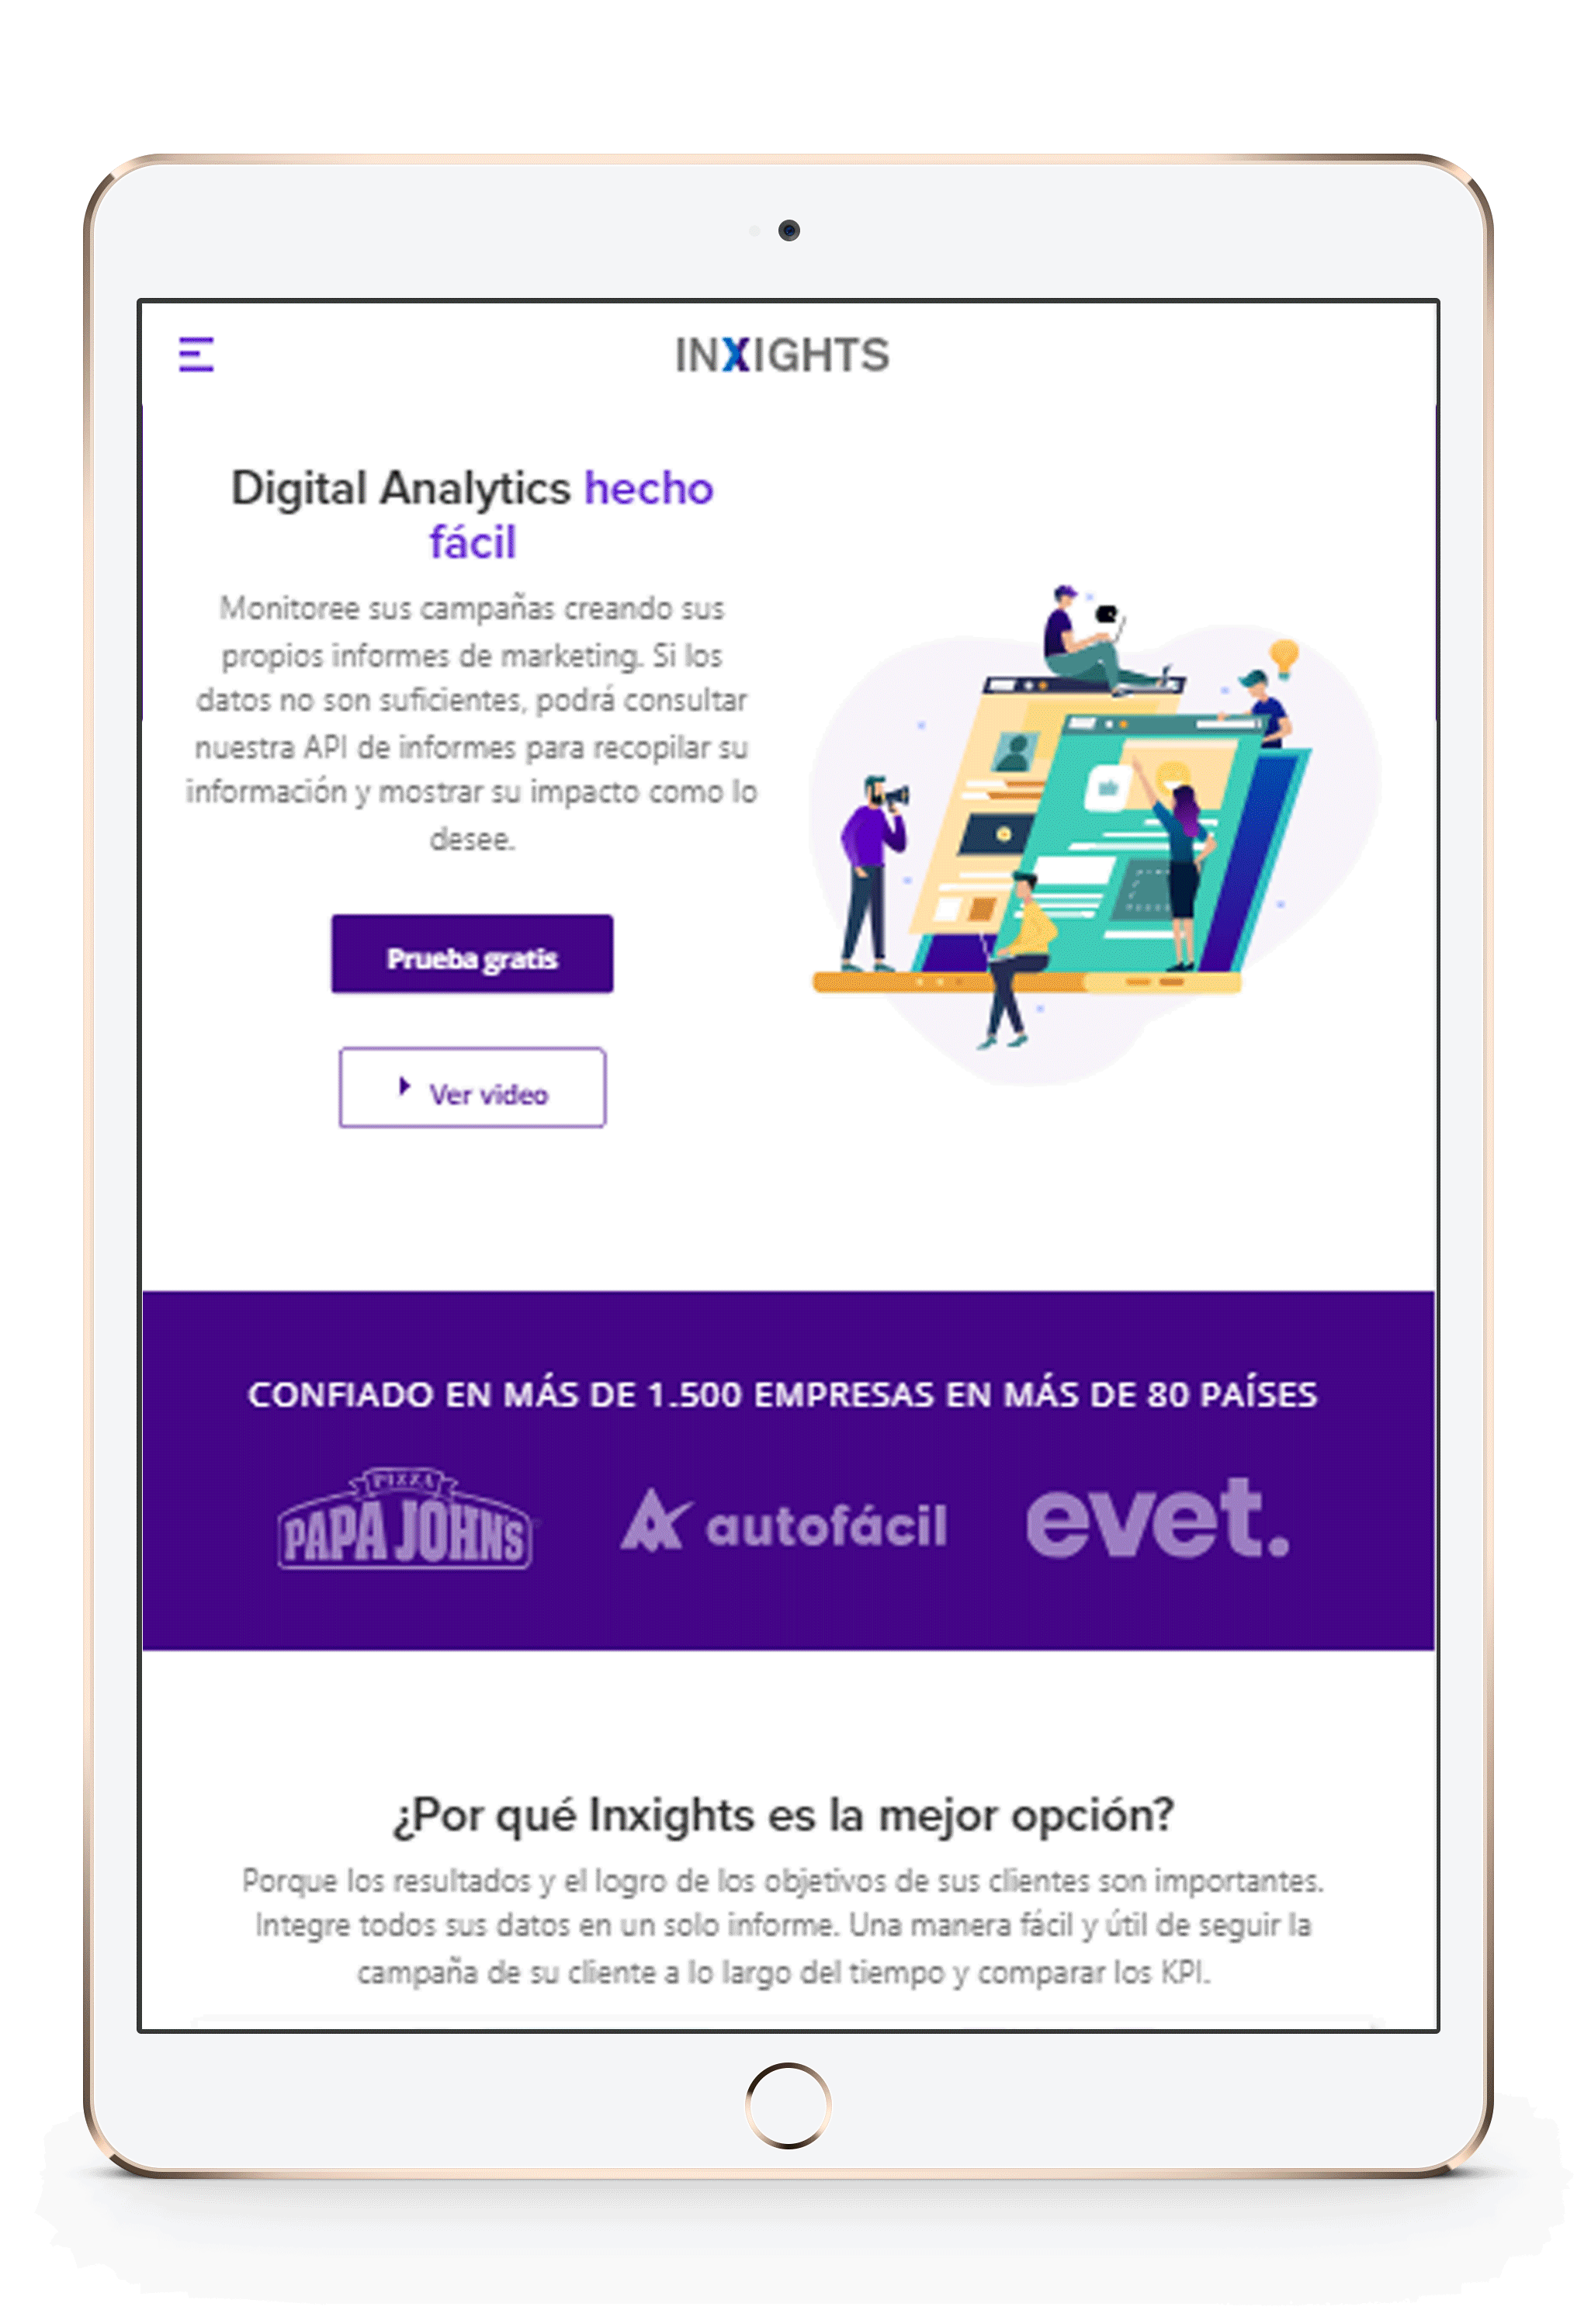 INXIGHTS
Digital Analytics hecho
fácil
Monitoree sus campañas creando sus
propios informes de marketing. Si los
datos no son suficientes, podrá consultar
nuestra API de informes para recopilar su
información y mostrar su impacto como lo
desee.
Prueba gratis
Ver video
CONFIADO EN MÁS DE 1.500 EMPRESAS EN MÁS DE 80 PAÍSES
PIZZA
PAPA JOHN'S
autofácil
evet.
¿Por qué Inxights es la mejor opción?
Porque los resultados y el logro de los objetivos de sus clientes son importantes.
Integre todos sus datos en un solo informe. Una manera fácil y útil de seguir la
campaña de su cliente a lo largo del tiempo y comparar los KPI.